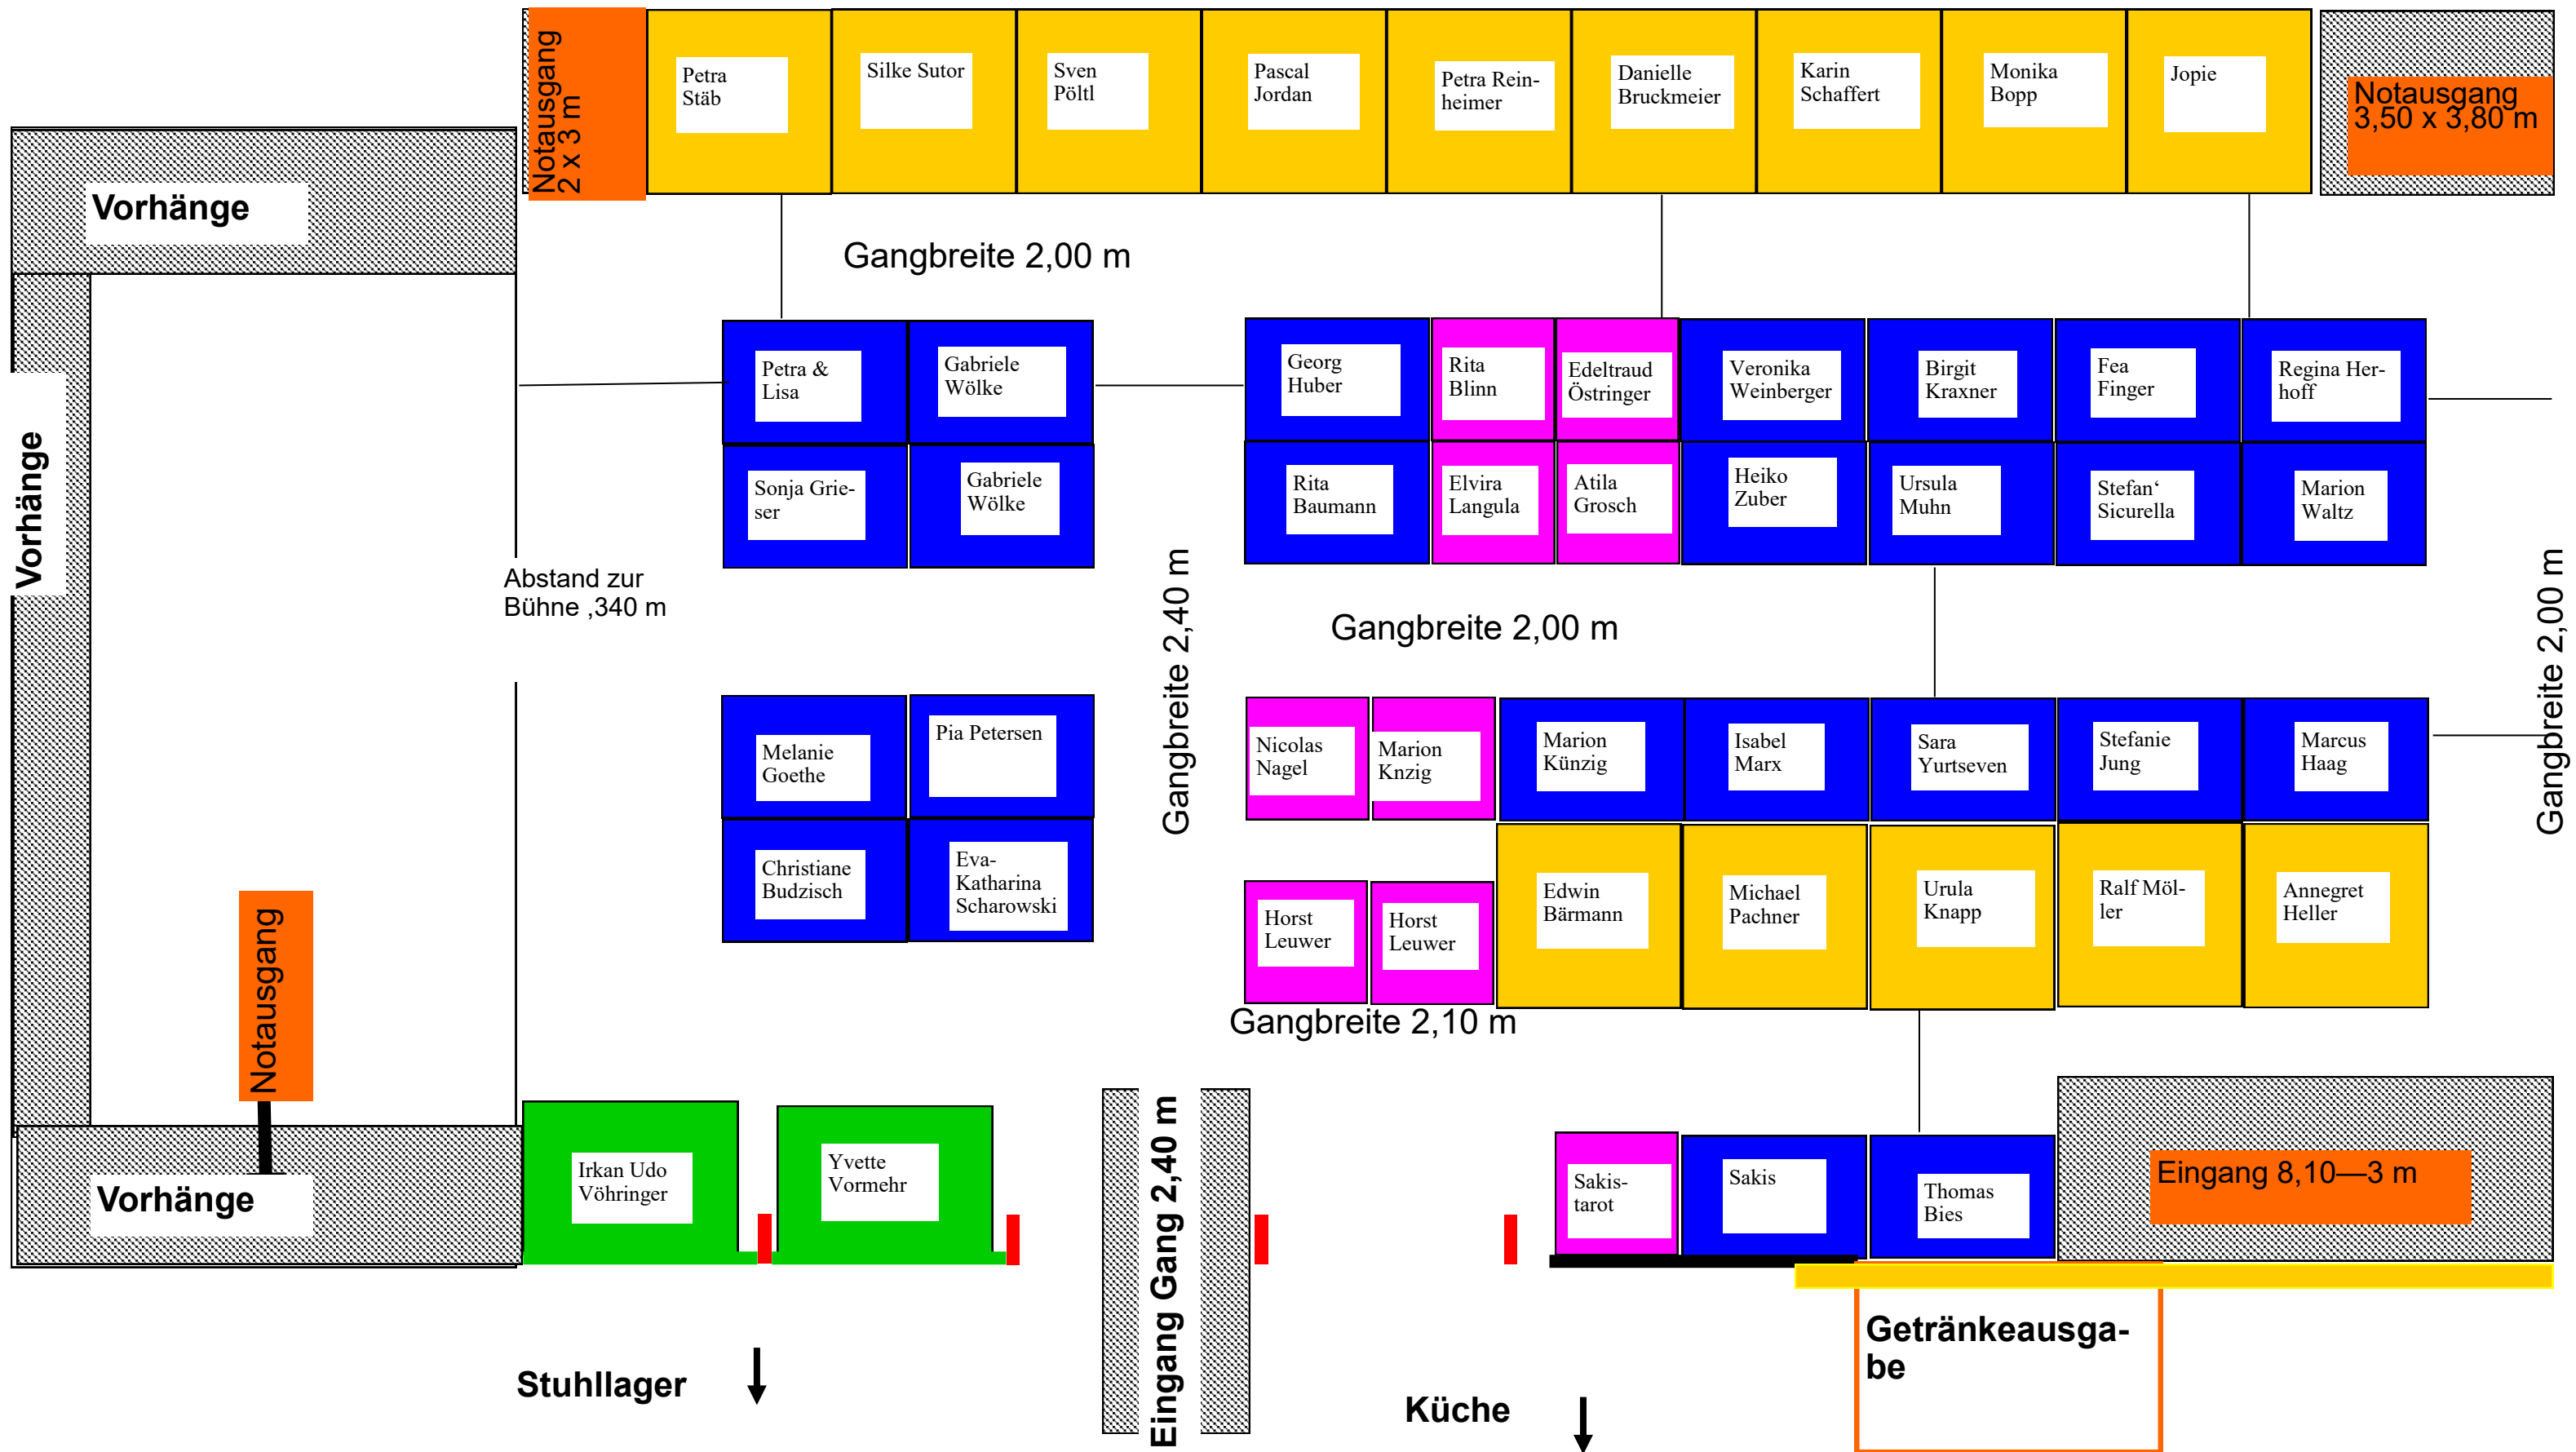 Notausgang
2 x 3 m
Petra
Stäb
Silke Sutor
Sven
Pöltl
Pascal
Jordan
Petra Rein-
heimer
Danielle
Bruckmeier
Karin
Schaffert
Monika
Bopp
Jopie
Notausgang
3,50 x 3,80 m
Vorhänge
Gangbreite 2,00 m
Vorhänge
Petra &
Lisa
Gabriele
Wölke
Georg
Huber
Rita
Blinn
Edeltraud
Östringer
Veronika
Weinberger
Birgit
Kraxner
Fea
Finger
Regina Her-
hoff
Sonja Grie-
ser
Gabriele
Wölke
Rita
Baumann
Elvira
Langula
Atila
Grosch
Heiko
Zuber
Ursula
Muhn
Stefan‘
Sicurella
Marion
Waltz
Abstand zur
Bühne ,340 m
Gangbreite 2,40 m
Gangbreite 2,00 m
Gangbreite 2,00 m
Melanie
Goethe
Pia Petersen
Nicolas
Nagel
Marion
Knzig
Marion
Künzig
Isabel
Marx
Sara
Yurtseven
Stefanie
Jung
Marcus
Haag
Christiane
Budzisch
Eva-
Katharina
Scharowski
Horst
Leuwer
Horst
Leuwer
Edwin
Bärmann
Michael
Pachner
Urula
Knapp
Ralf Möl-
ler
Annegret
Heller
Notausgang
Gangbreite 2,10 m
Vorhänge
Irkan Udo
Vöhringer
Yvette
Vormehr
Eingang Gang 2,40 m
Sakis-
tarot
Sakis
Thomas
Bies
Eingang 8,10—3 m
Stuhllager
Küche
Getränkeausga-
be